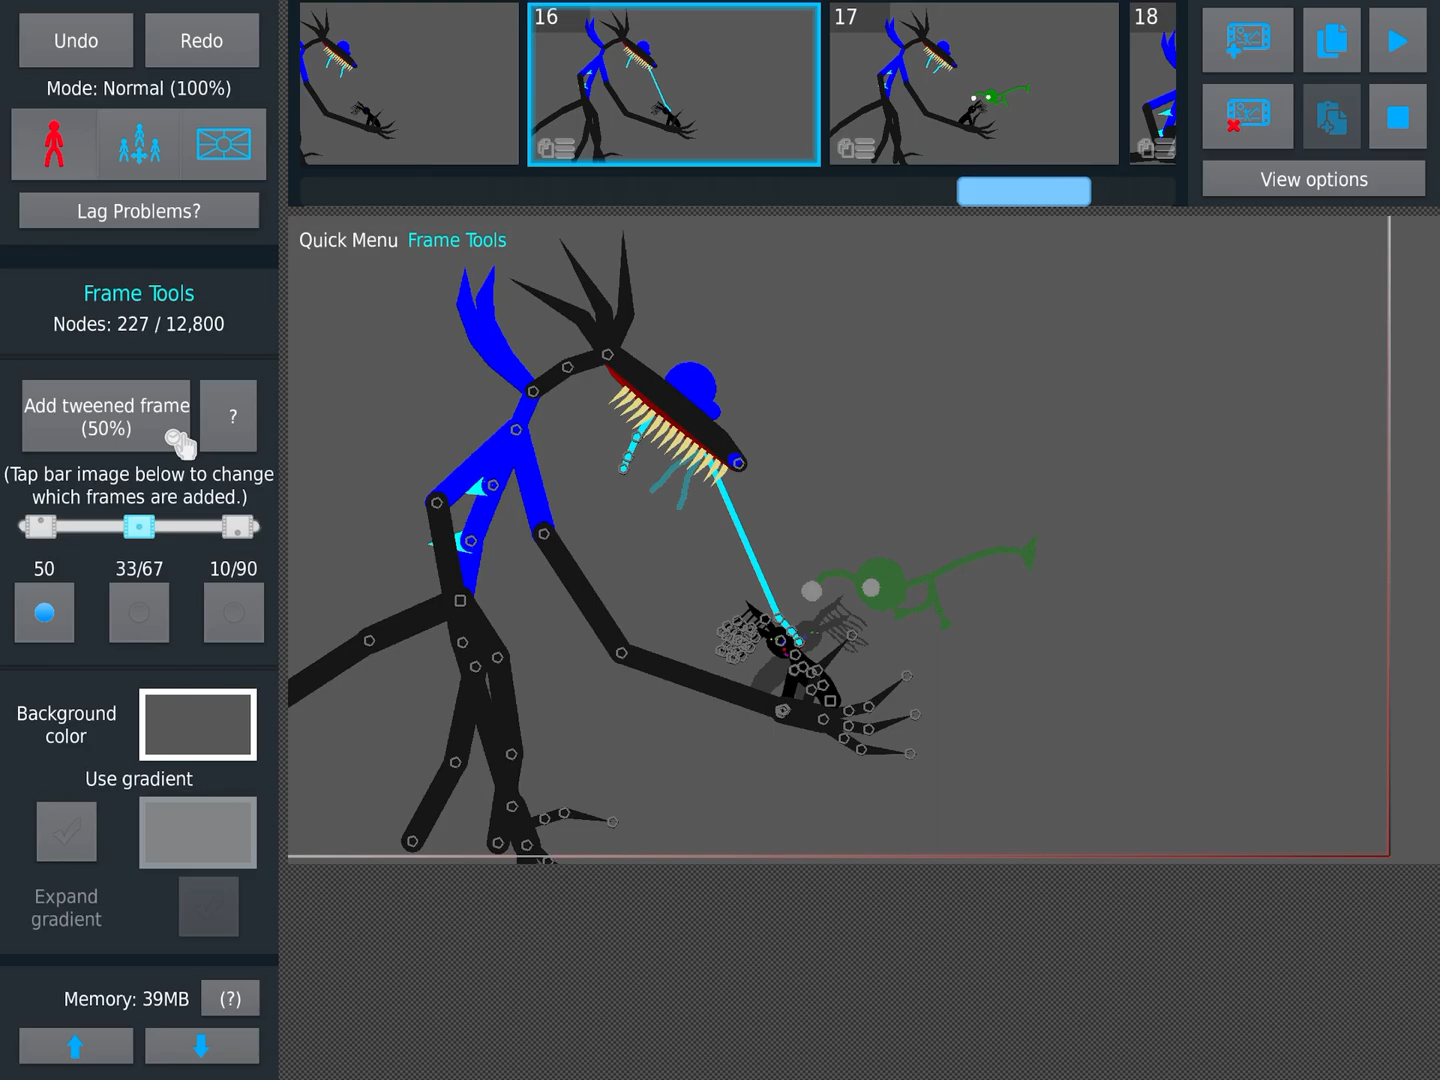 Undo
Redo
Mode: Normal (100%)
Lag Problems?
Frame Tools
Nodes: 227 / 12,800
Add tweened frame
(50%)
?
(Tap bar image below to change
which frames are added.)
50
33/67
10/90
Background
color
Use gradient
Expand
gradient
Memory: 39MB
(?)
16
17
18
View options
Quick Menu
Frame Tools